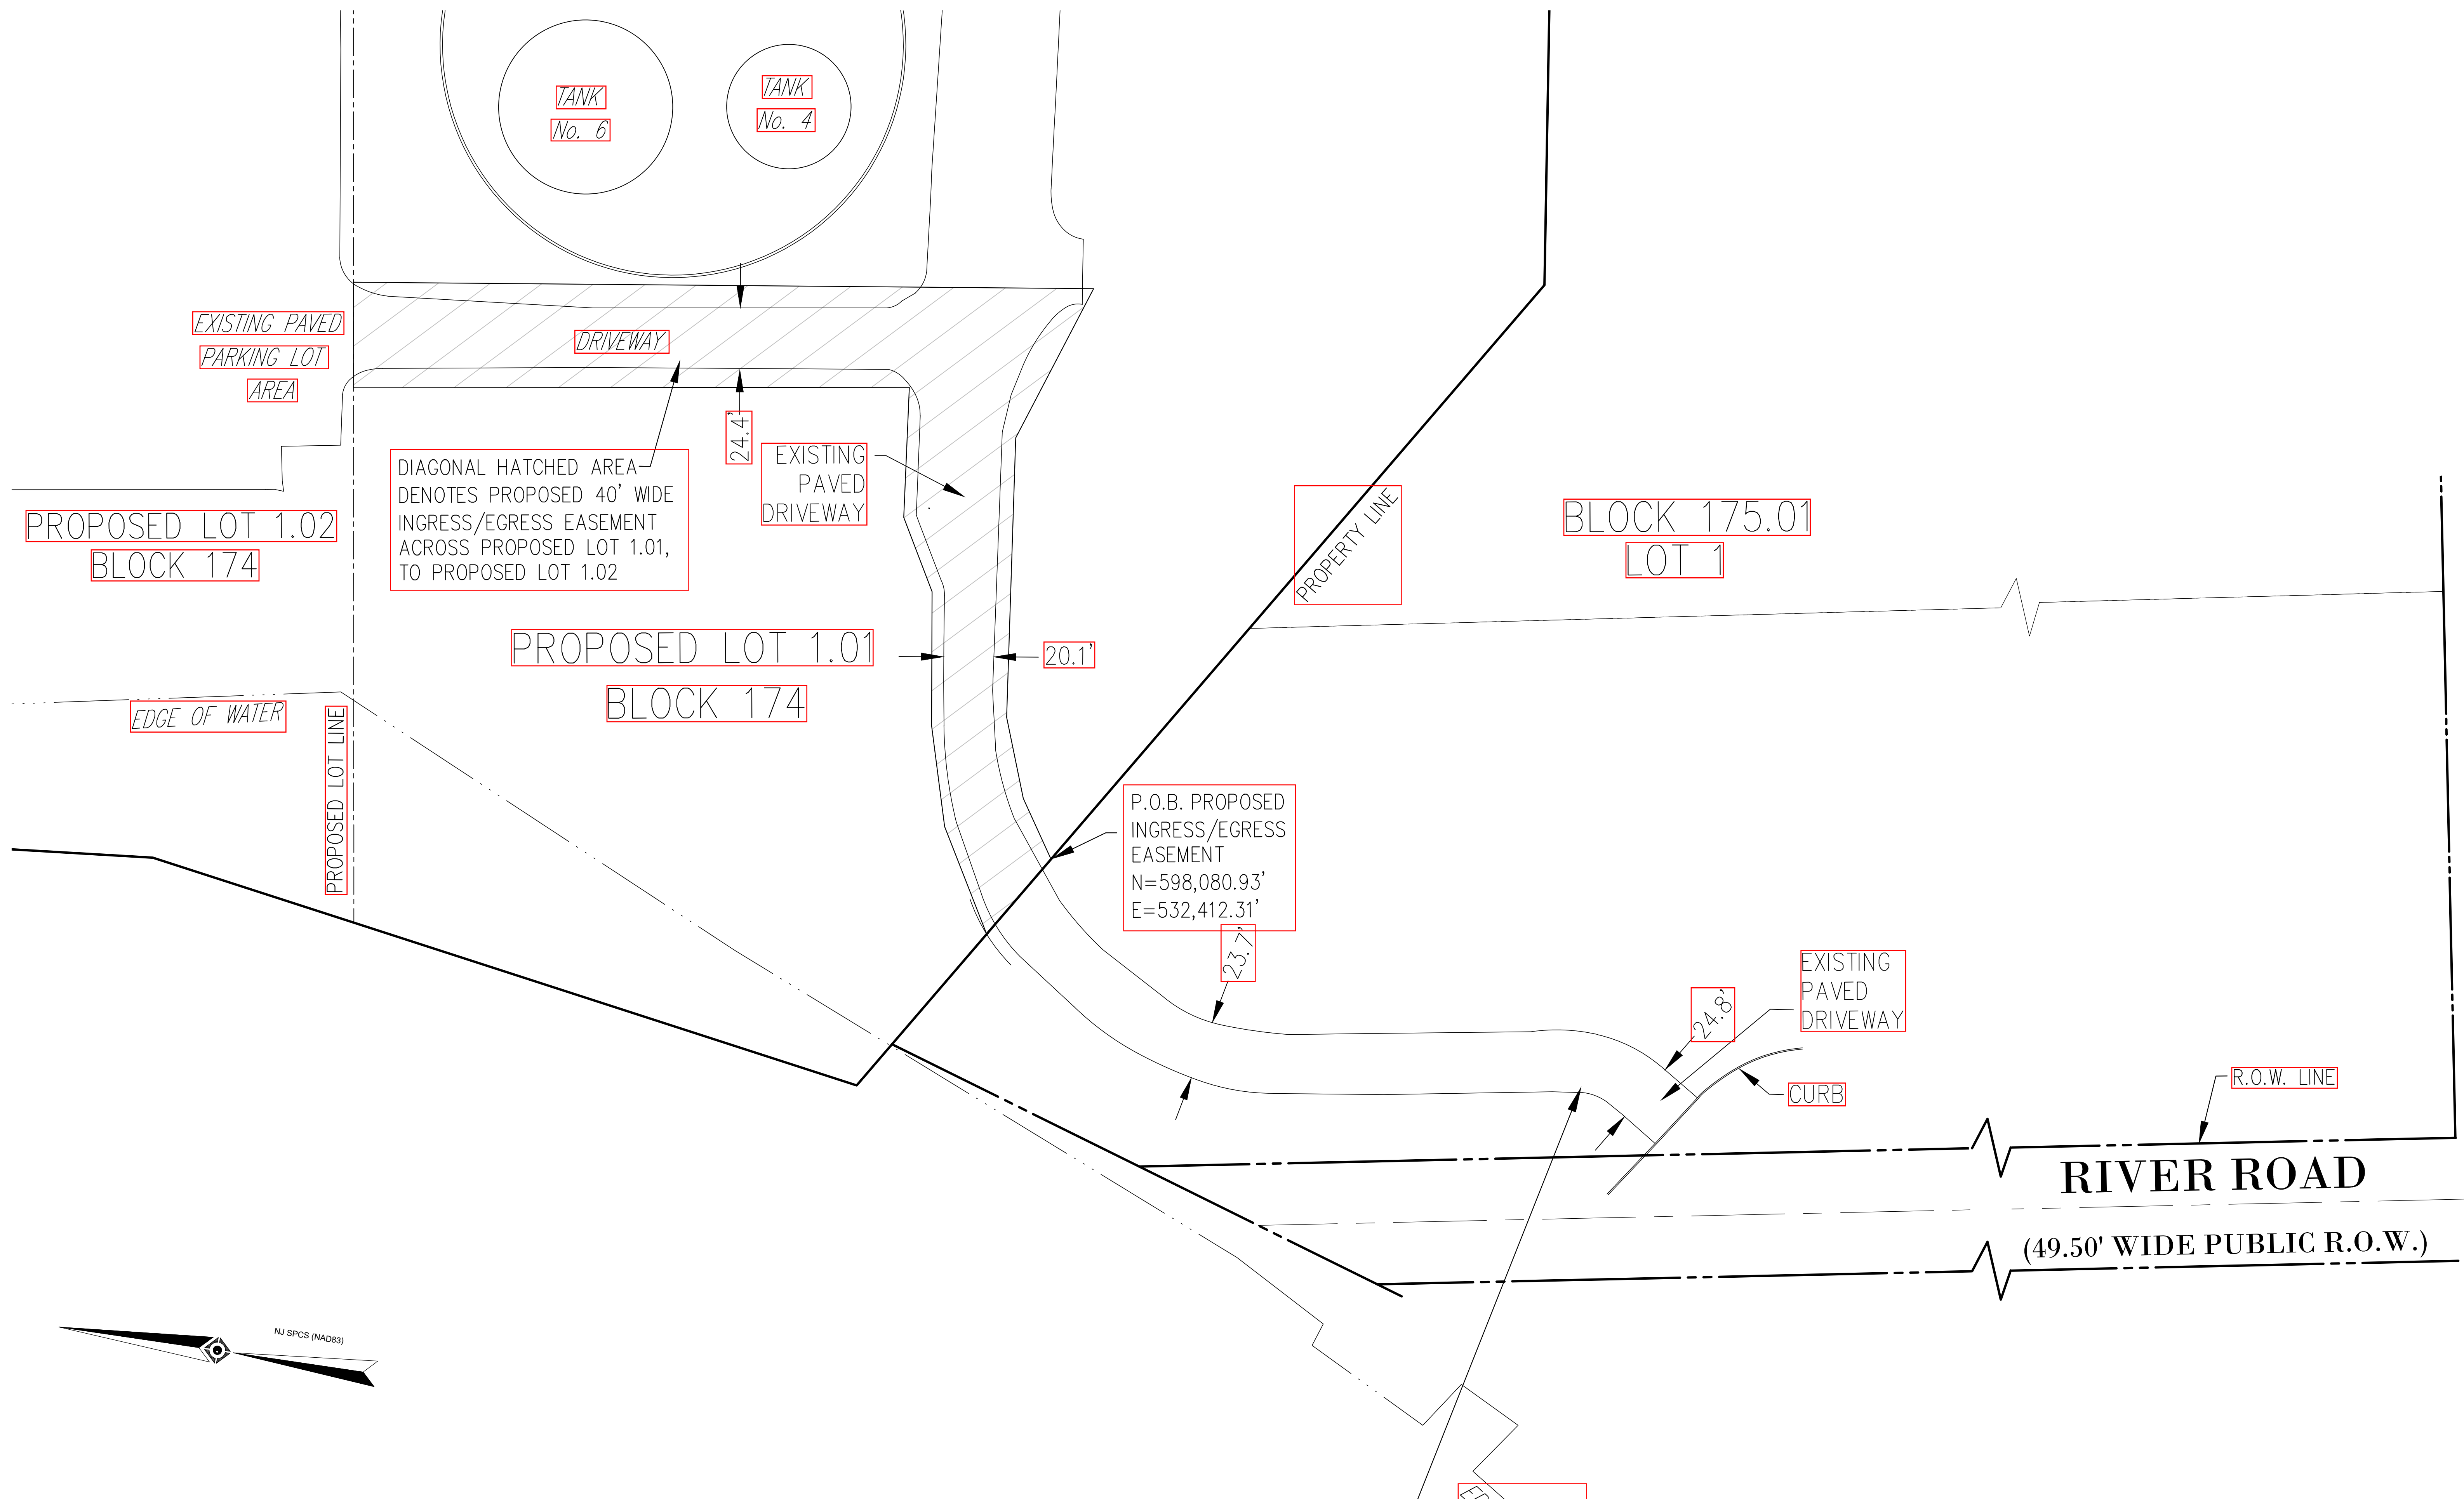 TANK
No. 6
TANK
No. 4
EXISTING PAVED
PARKING LOT
AREA
DRIVEWAY
24.4'
DIAGONAL HATCHED AREA
DENOTES PROPOSED 40' WIDE
INGRESS/EGRESS EASEMENT
ACROSS PROPOSED LOT 1.01,
TO PROPOSED LOT 1.02
EXISTING
PAVED
DRIVEWAY
PROPERTY LINE
BLOCK 175.01
LOT 1
PROPOSED LOT 1.02
BLOCK 174
PROPOSED LOT 1.01
BLOCK 174
20.1'
EDGE OF WATER
PROPOSED LOT LINE
P.O.B. PROPOSED
INGRESS/EGRESS
EASEMENT
N=598,080.93'
E=532,412.31'
23.7'
24.8'
EXISTING
PAVED
DRIVEWAY
CURB
R.O.W. LINE
RIVER ROAD
(49.50' WIDE PUBLIC R.O.W.)
NJ SPCS (NAD83)